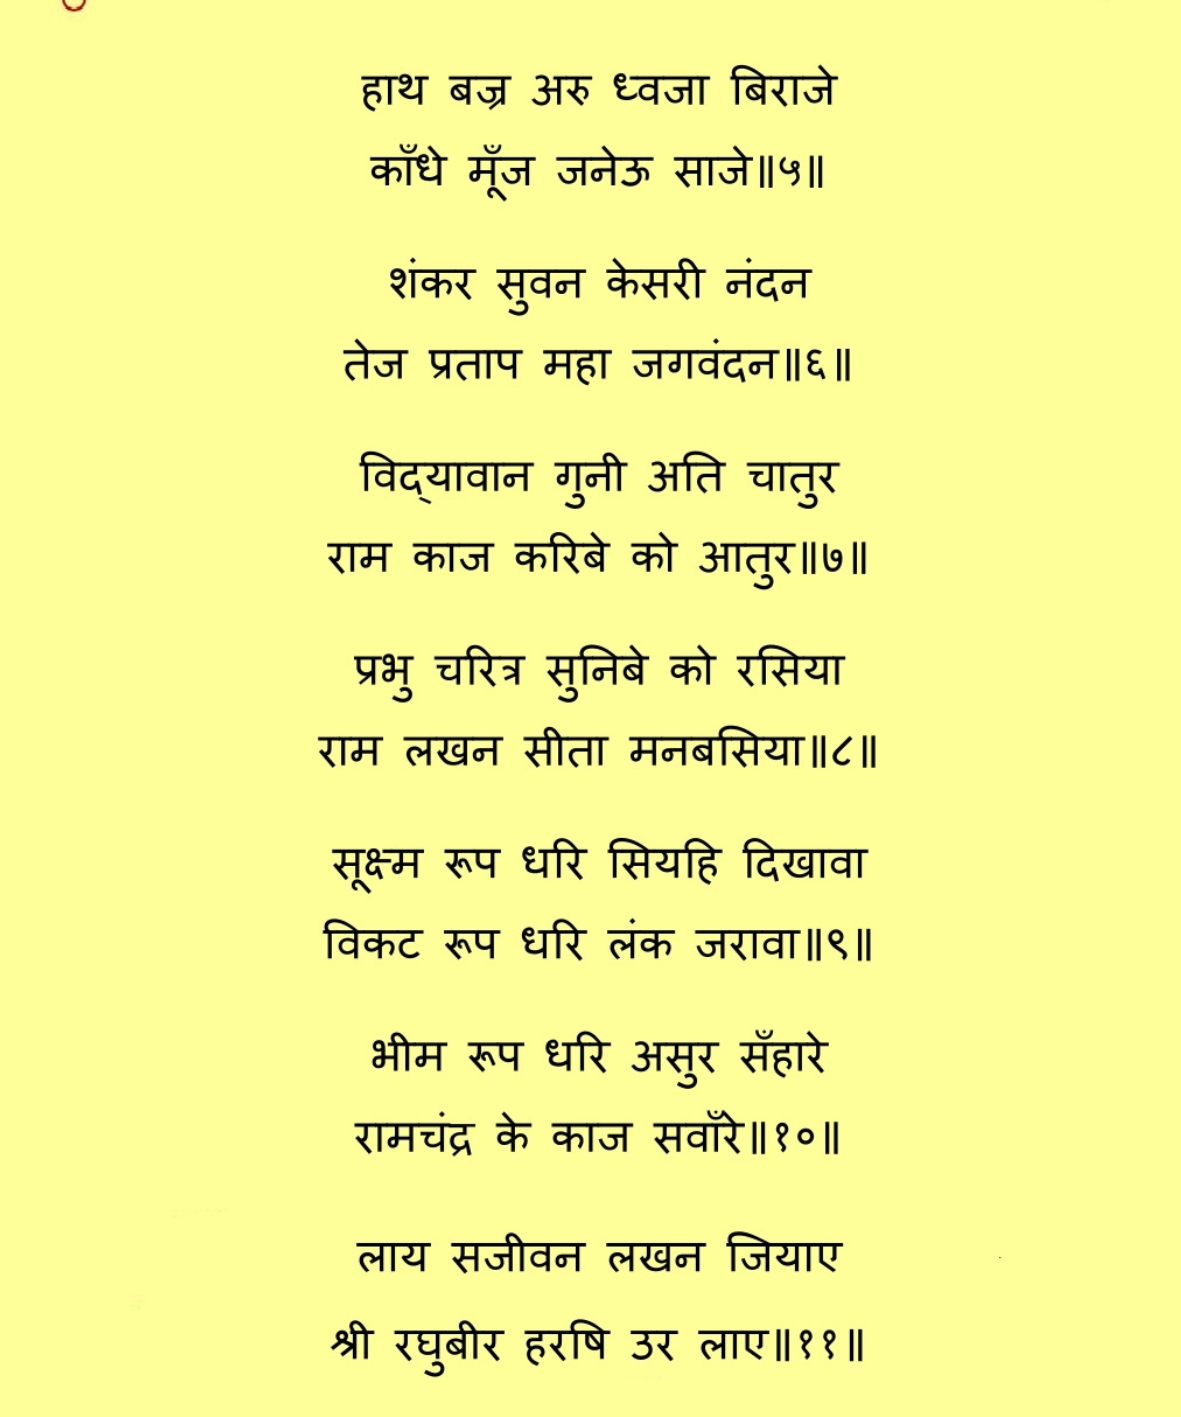 हाथ बज्र अरु ध्वजा बिराजे
काँधे मूँज जनेऊ साजे॥५॥
शंकर सुवन केसरी नंदन
तेज प्रताप महा जगवंदन॥६॥
विद्‌यावान गुनी अति चातुर
राम काज करिबे को आतुर॥७॥
प्रभु चरित्र सुनिबे को रसिया
राम लखन सीता मनबसिया॥८॥
सूक्ष्म रूप धरि सियहि दिखावा
विकट रूप धरि लंक जरावा॥९॥
भीम रूप धरि असुर सँहारे
रामचंद्र के काज सवाँरे॥१०॥
लाय सजीवन लखन जियाए
श्री रघुबीर हरषि उर लाए॥११॥